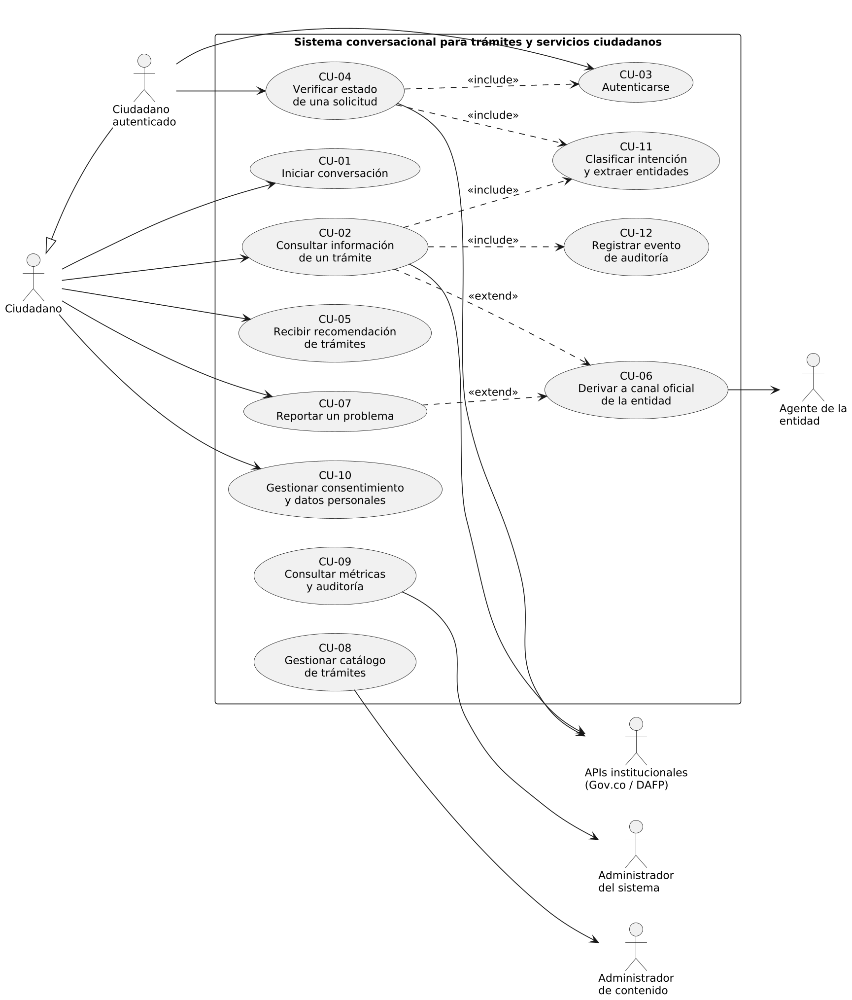 Sistema conversacional para trámites y servicios ciudadanos
Ciudadano
autenticado
CU-04
Verificar estado
de una solicitud
«include»
CU-03
Autenticarse
«include»
CU-11
Clasificar intención
y extraer entidades
CU-01
Iniciar conversación
«include»
CU-02
Consultar información
de un trámite
«include»
CU-12
Registrar evento
de auditoría
Ciudadano
«extend»
CU-05
Recibir recomendación
de trámites
CU-06
Derivar a canal oficial
de la entidad
Agente de la
entidad
«extend»
CU-07
Reportar un problema
CU-10
Gestionar consentimiento
y datos personales
CU-09
Consultar métricas
y auditoría
CU-08
Gestionar catálogo
de trámites
APIs institucionales
(Gov.co / DAFP)
Administrador
del sistema
Administrador
de contenido